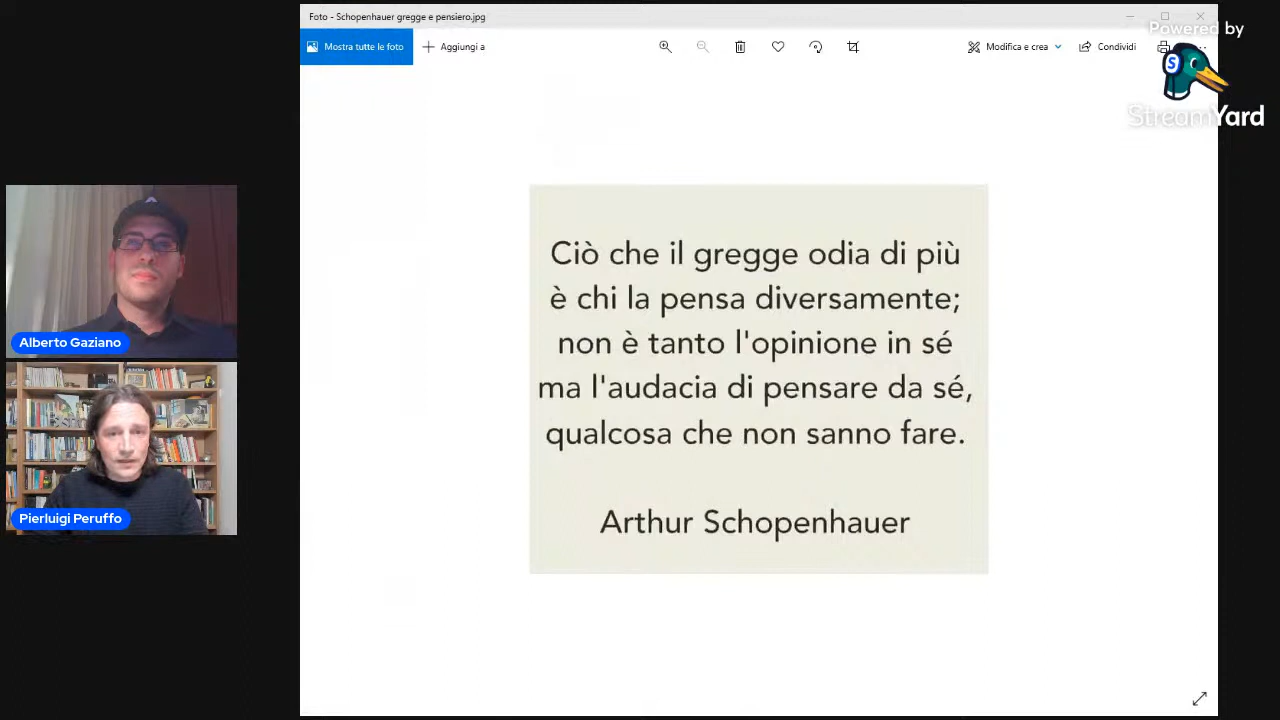 Foto - Schopenhauer gregge e pensiero.jpg
Powered by
Mostra tutte le foto
Aggiungi a
Modifica e crea
Condividi
S
StreamYard
Ciò che il gregge odia di più
è chi la pensa diversamente;
non è tanto l'opinione in sé
ma l'audacia di pensare da sé,
qualcosa che non sanno fare.
Arthur Schopenhauer
Alberto Gaziano
Pierluigi Peruffo